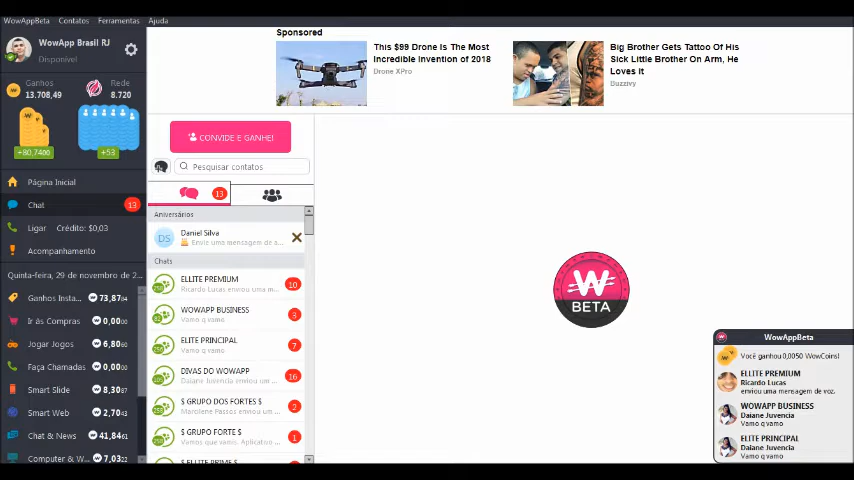 WowAppBeta Contatos Ferramentas Ajuda
WowApp Brasil RJ
Disponível
Ganhos
13.708,49
Rede
8.720
+80,7400
+53
Página Inicial
Chat 13
Ligar Crédito: $0,03
Acompanhamento
Quinta-feira, 29 de novembro de 2...
Ganhos Insta... 73,87
Ir às Compras 0,00
Jogar Jogos 6,80
Faça Chamadas 0,00
Smart Slide 8,30
Smart Web 2,70
Chat & News 41,84
Computer & W... 7,03
Sponsored
This $99 Drone Is The Most
Incredible Invention of 2018
Drone XPro
Big Brother Gets Tattoo Of His
Sick Little Brother On Arm, He
Loves It
Buzzivy
CONVIDE E GANHE!
Pesquisar contatos
13
Aniversários
DS
Daniel Silva
Envie uma mensagem de a...
Chats
ELLITE PREMIUM
Ricardo Lucas enviou uma m...
10
WOWAPP BUSINESS
Vamo q vamo
3
ELITE PRINCIPAL
Vamo q vamo
7
DIVAS DO WOWAPP
Daiane Juvencia enviou um ...
16
$ GRUPO DOS FORTES $
Marcilene Passos enviou um...
2
$ GRUPO FORTE $
Vamos que vamis. Aplicativo ...
1
$ ELLITE PRIME $
W
BETA
WowAppBeta
Você ganhou 0,0050 WowCoins!
ELLITE PREMIUM
Ricardo Lucas
enviou uma mensagem de voz.
WOWAPP BUSINESS
Daiane Juvencia
Vamo q vamo
ELITE PRINCIPAL
Daiane Juvencia
Vamo q vamo